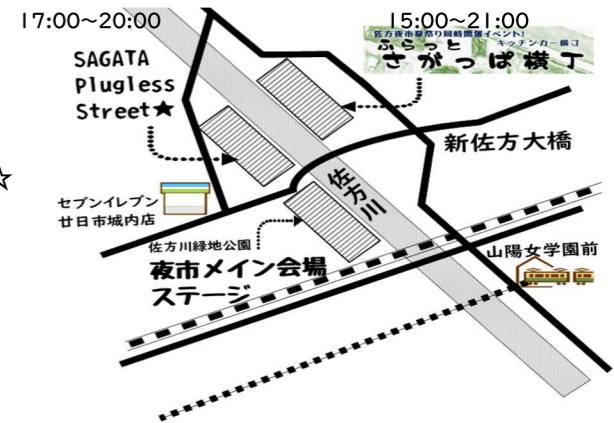 17:00~20:00
15:00~21:00
佐方夜市夏祭り同時開催イベント!
ふらっと
キッチンカー横丁
さがっぱ横丁
SAGATA
Plugless
Street★
新佐方大橋
☆
佐方川
セブンイレブン
廿日市城内店
佐方川緑地公園
夜市メイン会場
ステージ
山陽女学園前